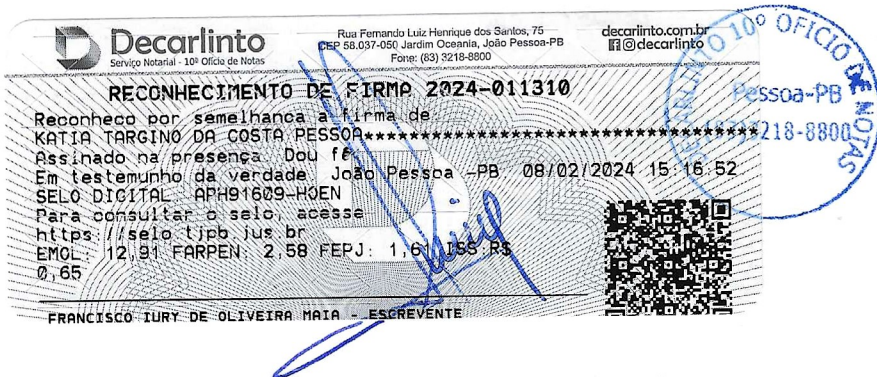 Decarlinto
Serviço Notarial - 10º Ofício de Notas
Rua Fernando Luiz Henrique dos Santos, 75
CEP 58.037-050 Jardim Oceania, João Pessoa-PB
Fone: (83) 3218-8800
decarlinto.com.br
@decarlinto
RECONHECIMENTO DE FIRMA 2024-011310
Reconheco por semelhanca a firma de:
KATIA TARGINO DA COSTA PESSOA************************************
Assinado na presença. Dou fé.
Em testemunho da verdade. João Pessoa -PB, 08/02/2024 15:16:52
SELO DIGITAL: APH91609-HOEN
Para consultar o selo, acesse
https://selo.tjpb.jus.br
EMOL: 12,91 FARPEN: 2,58 FEPJ: 1,61 ISS R$
0,65
FRANCISCO IURY DE OLIVEIRA MAIA - ESCREVENTE
10º OFÍCIO DE NOTAS
Pessoa-PB
3218-8800